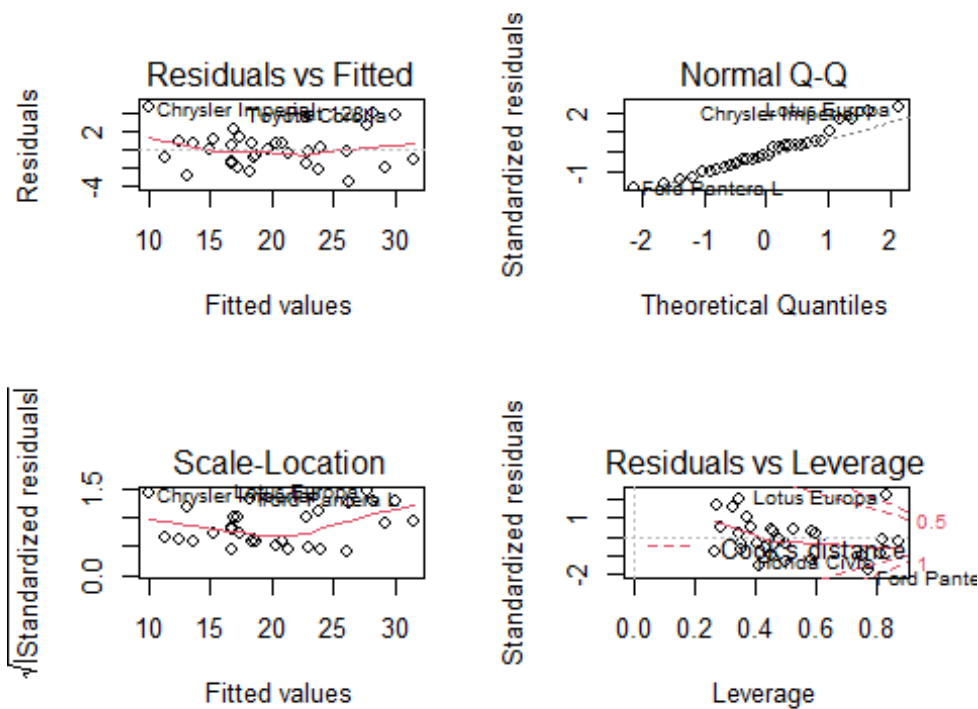 Residuals vs Fitted
Residuals
Chrysler Imperial
Toyota Corolla
2
-4
10 15 20 25 30
Fitted values
Normal Q-Q
Standardized residuals
Lotus Europa
Chrysler Imperial
Ford Pantera L
2
-1
-2 -1 0 1 2
Theoretical Quantiles
Scale-Location
√|Standardized residuals|
Chrysler
Lotus Europa
Ford Pantera L
1.5
0.0
10 15 20 25 30
Fitted values
Residuals vs Leverage
Standardized residuals
Lotus Europa
0.5
1
Cook's distance
Honda Civic
1
-2
Ford Pante
0.0 0.2 0.4 0.6 0.8
Leverage